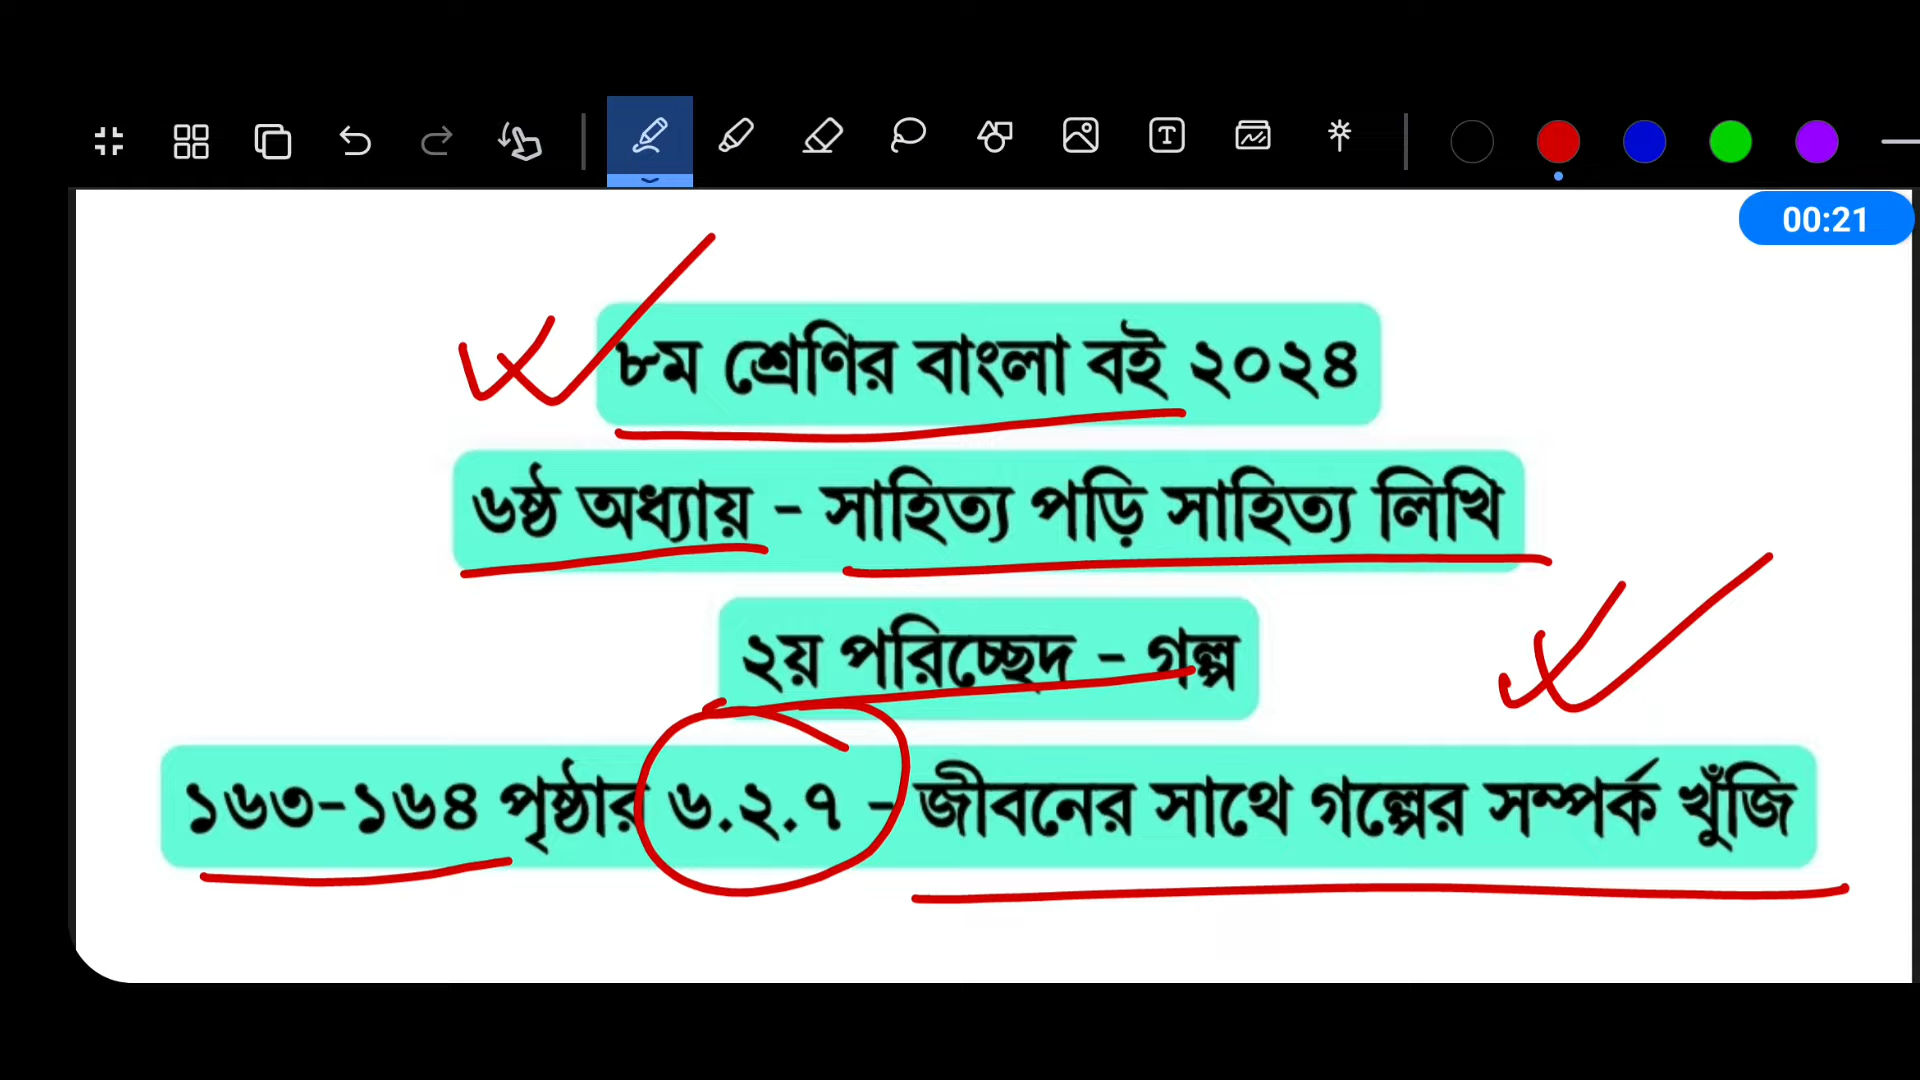 00:21
৮ম শ্রেণির বাংলা বই ২০২৪
৬ষ্ঠ অধ্যায় - সাহিত্য পড়ি সাহিত্য লিখি
২য় পরিচ্ছেদ - গল্প
১৬৩-১৬৪ পৃষ্ঠার ৬.২.৭ - জীবনের সাথে গল্পের সম্পর্ক খুঁজি